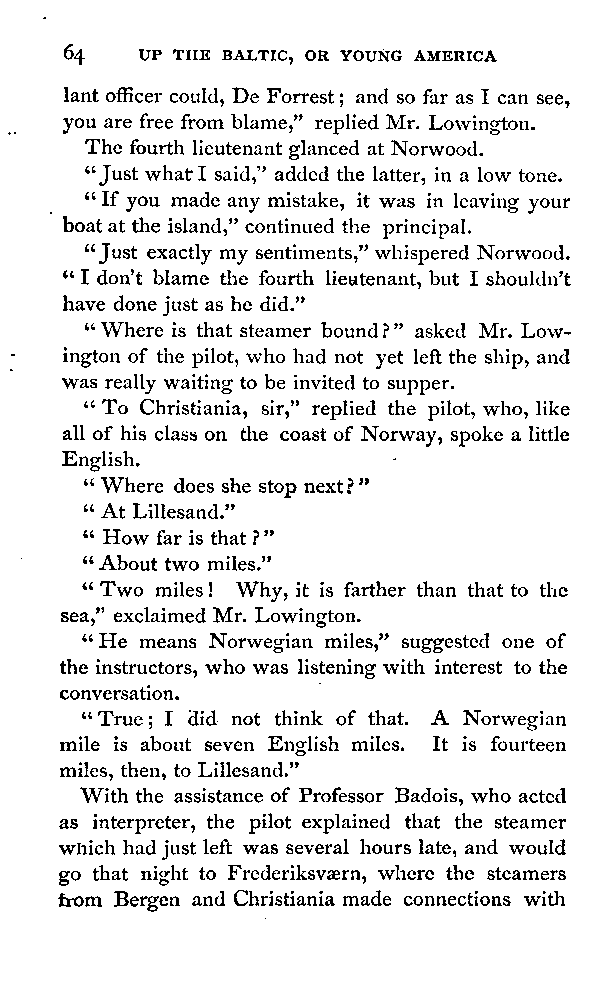 64 UP THE BALTIC, OR YOUNG AMERICA
lant officer could, De Forrest; and so far as I can see,
you are free from blame,” replied Mr. Lowington.
The fourth lieutenant glanced at Norwood.
“Just what I said,” added the latter, in a low tone.
“If you made any mistake, it was in leaving your
boat at the island,” continued the principal.
“Just exactly my sentiments,” whispered Norwood.
“I don’t blame the fourth lieutenant, but I shouldn’t
have done just as he did.”
“Where is that steamer bound?” asked Mr. Low-
ington of the pilot, who had not yet left the ship, and
was really waiting to be invited to supper.
“To Christiania, sir,” replied the pilot, who, like
all of his class on the coast of Norway, spoke a little
English.
“Where does she stop next?”
“At Lillesand.”
“How far is that?”
“About two miles.”
“Two miles! Why, it is farther than that to the
sea,” exclaimed Mr. Lowington.
“He means Norwegian miles,” suggested one of
the instructors, who was listening with interest to the
conversation.
“True; I did not think of that. A Norwegian
mile is about seven English miles. It is fourteen
miles, then, to Lillesand.”
With the assistance of Professor Badois, who acted
as interpreter, the pilot explained that the steamer
which had just left was several hours late, and would
go that night to Frederiksværn, where the steamers
from Bergen and Christiania made connections with